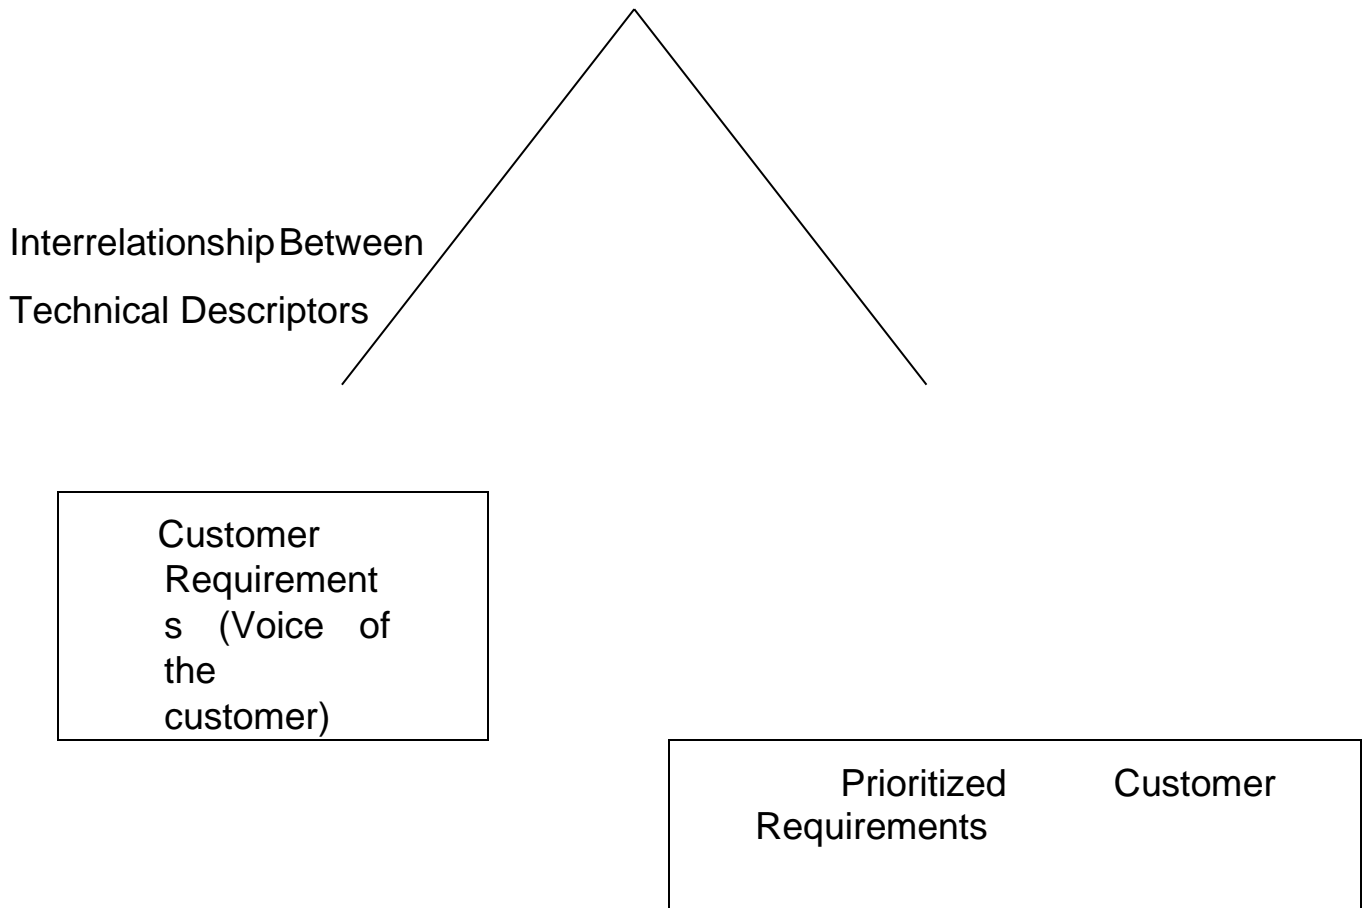 Interrelationship Between
Technical Descriptors
Customer
Requirement
s (Voice of
the
customer)
Prioritized Customer
Requirements